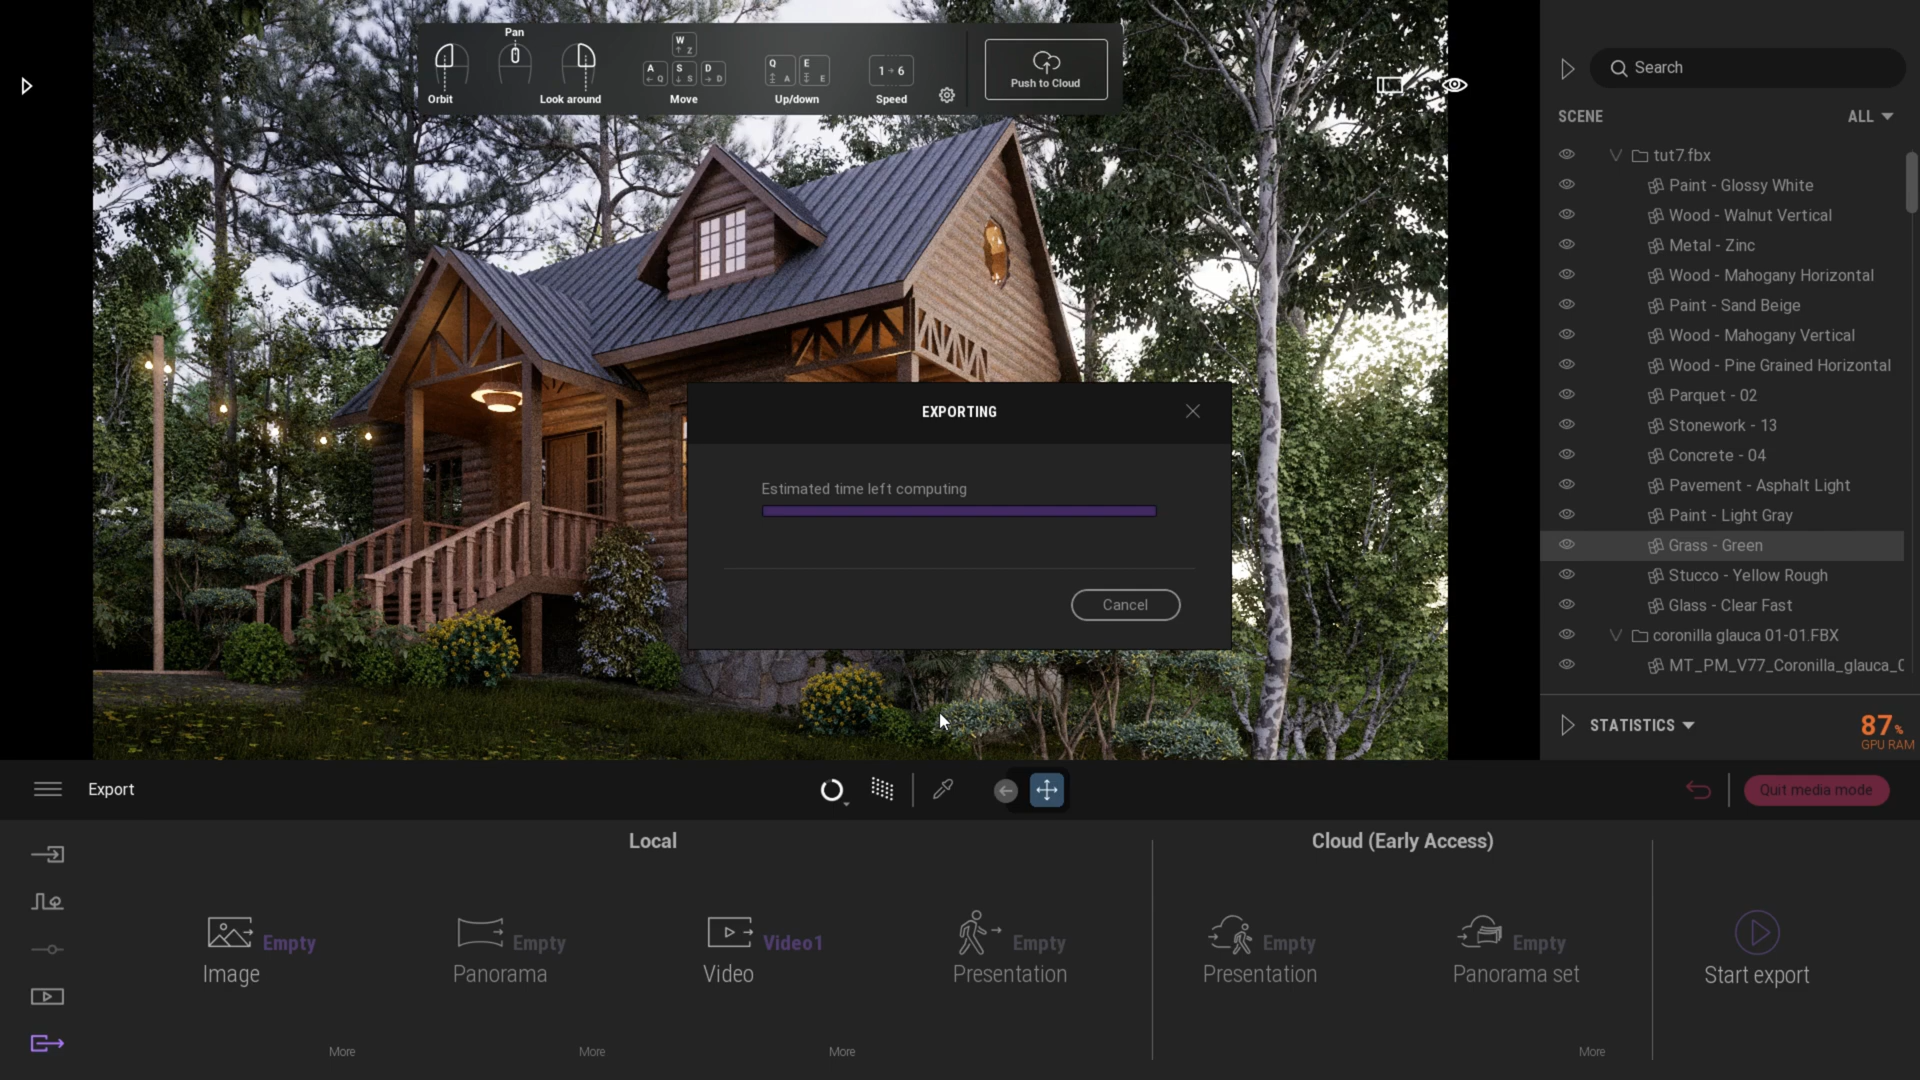 Pan
W
↑ Z
A
← Q
S
↓ S
D
→ D
Q
↥ A
E
↧ E
1 → 6
Orbit
Look around
Move
Up/down
Speed
Push to Cloud
Search
SCENE
ALL
tut7.fbx
Paint - Glossy White
Wood - Walnut Vertical
Metal - Zinc
Wood - Mahogany Horizontal
Paint - Sand Beige
Wood - Mahogany Vertical
Wood - Pine Grained Horizontal
Parquet - 02
Stonework - 13
Concrete - 04
Pavement - Asphalt Light
Paint - Light Gray
Grass - Green
Stucco - Yellow Rough
Glass - Clear Fast
coronilla glauca 01-01.FBX
MT_PM_V77_Coronilla_glauca_
STATISTICS
87%
GPU RAM
EXPORTING
Estimated time left computing
Cancel
Export
Quit media mode
Local
Cloud (Early Access)
Empty
Image
Empty
Panorama
Video1
Video
Empty
Presentation
Empty
Presentation
Empty
Panorama set
Start export
More
More
More
More